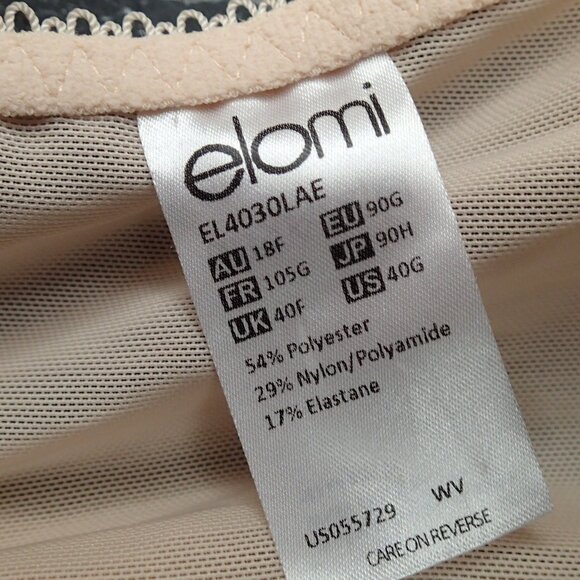 elomi
EL4030LAE
AU 18F EU 90G
FR 105G JP 90H
UK 40F US 40G
54% Polyester
29% Nylon/Polyamide
17% Elastane
US055729 WV
CARE ON REVERSE